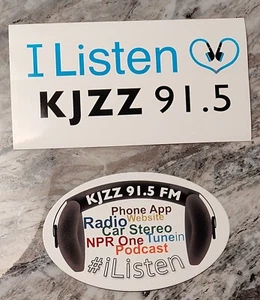 I Listen
KJZZ 91.5
KJZZ 91.5 FM
Phone App
Website
Radio
Car Stereo
NPR One Tunein
Podcast
#iListen